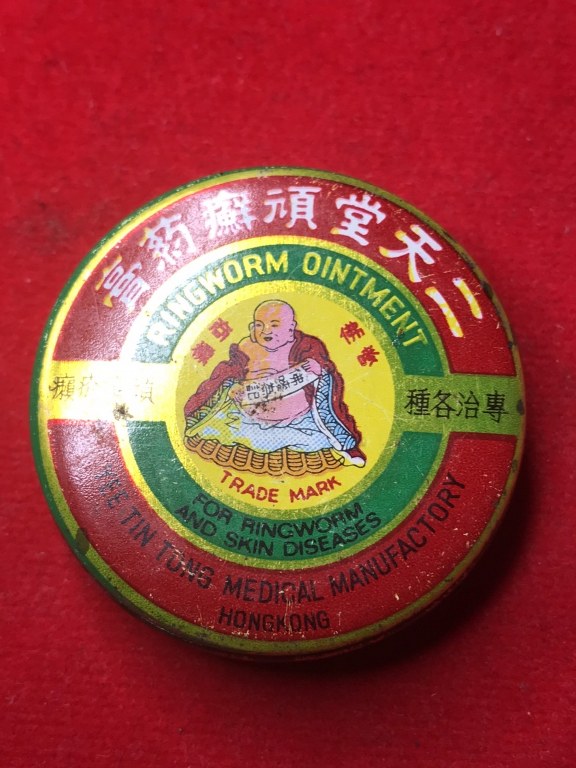 二天堂頑癬药膏
RINGWORM OINTMENT
TRADE MARK
FOR RINGWORM
AND SKIN DISEASES
專治各種
TIN TONG MEDICAL MANUFACTORY
HONGKONG